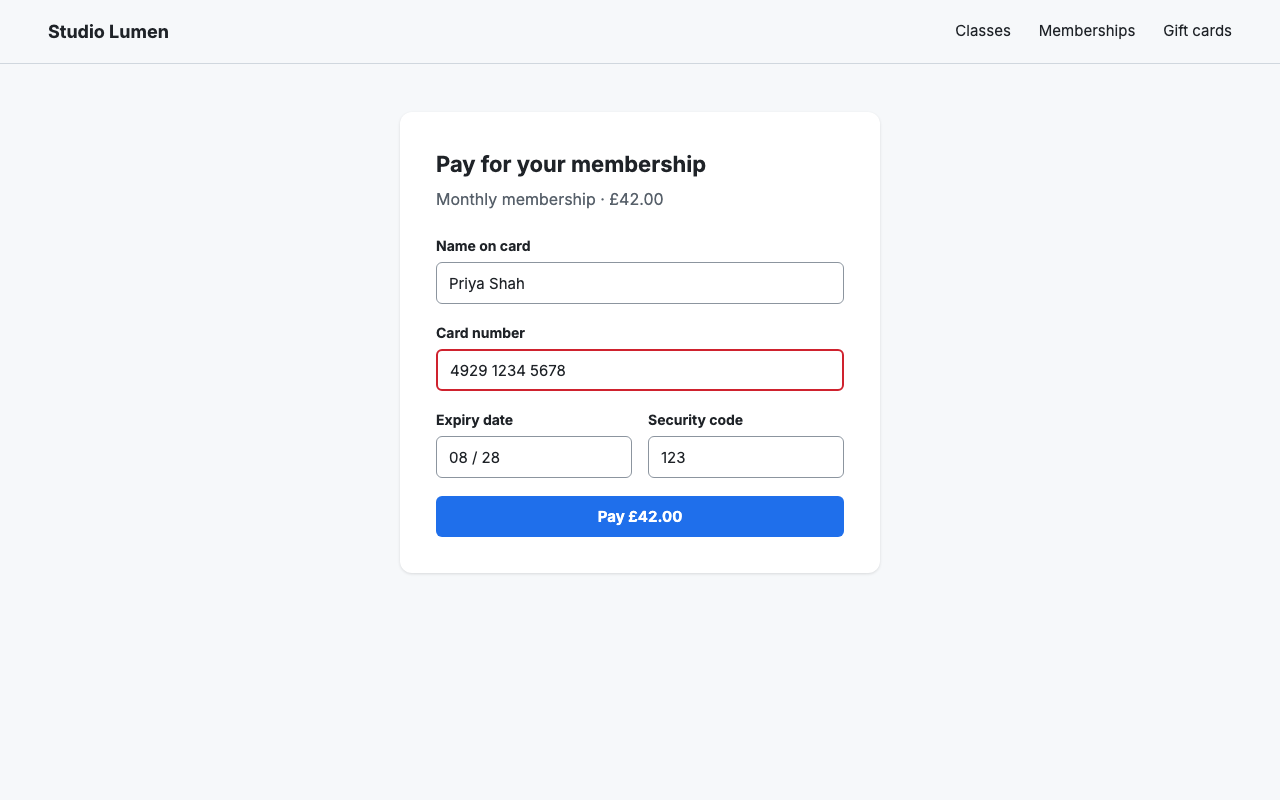 Studio Lumen
Classes Memberships Gift cards
Pay for your membership
Monthly membership · £42.00
Name on card
Priya Shah
Card number
4929 1234 5678
Expiry date Security code
08 / 28 123
Pay £42.00